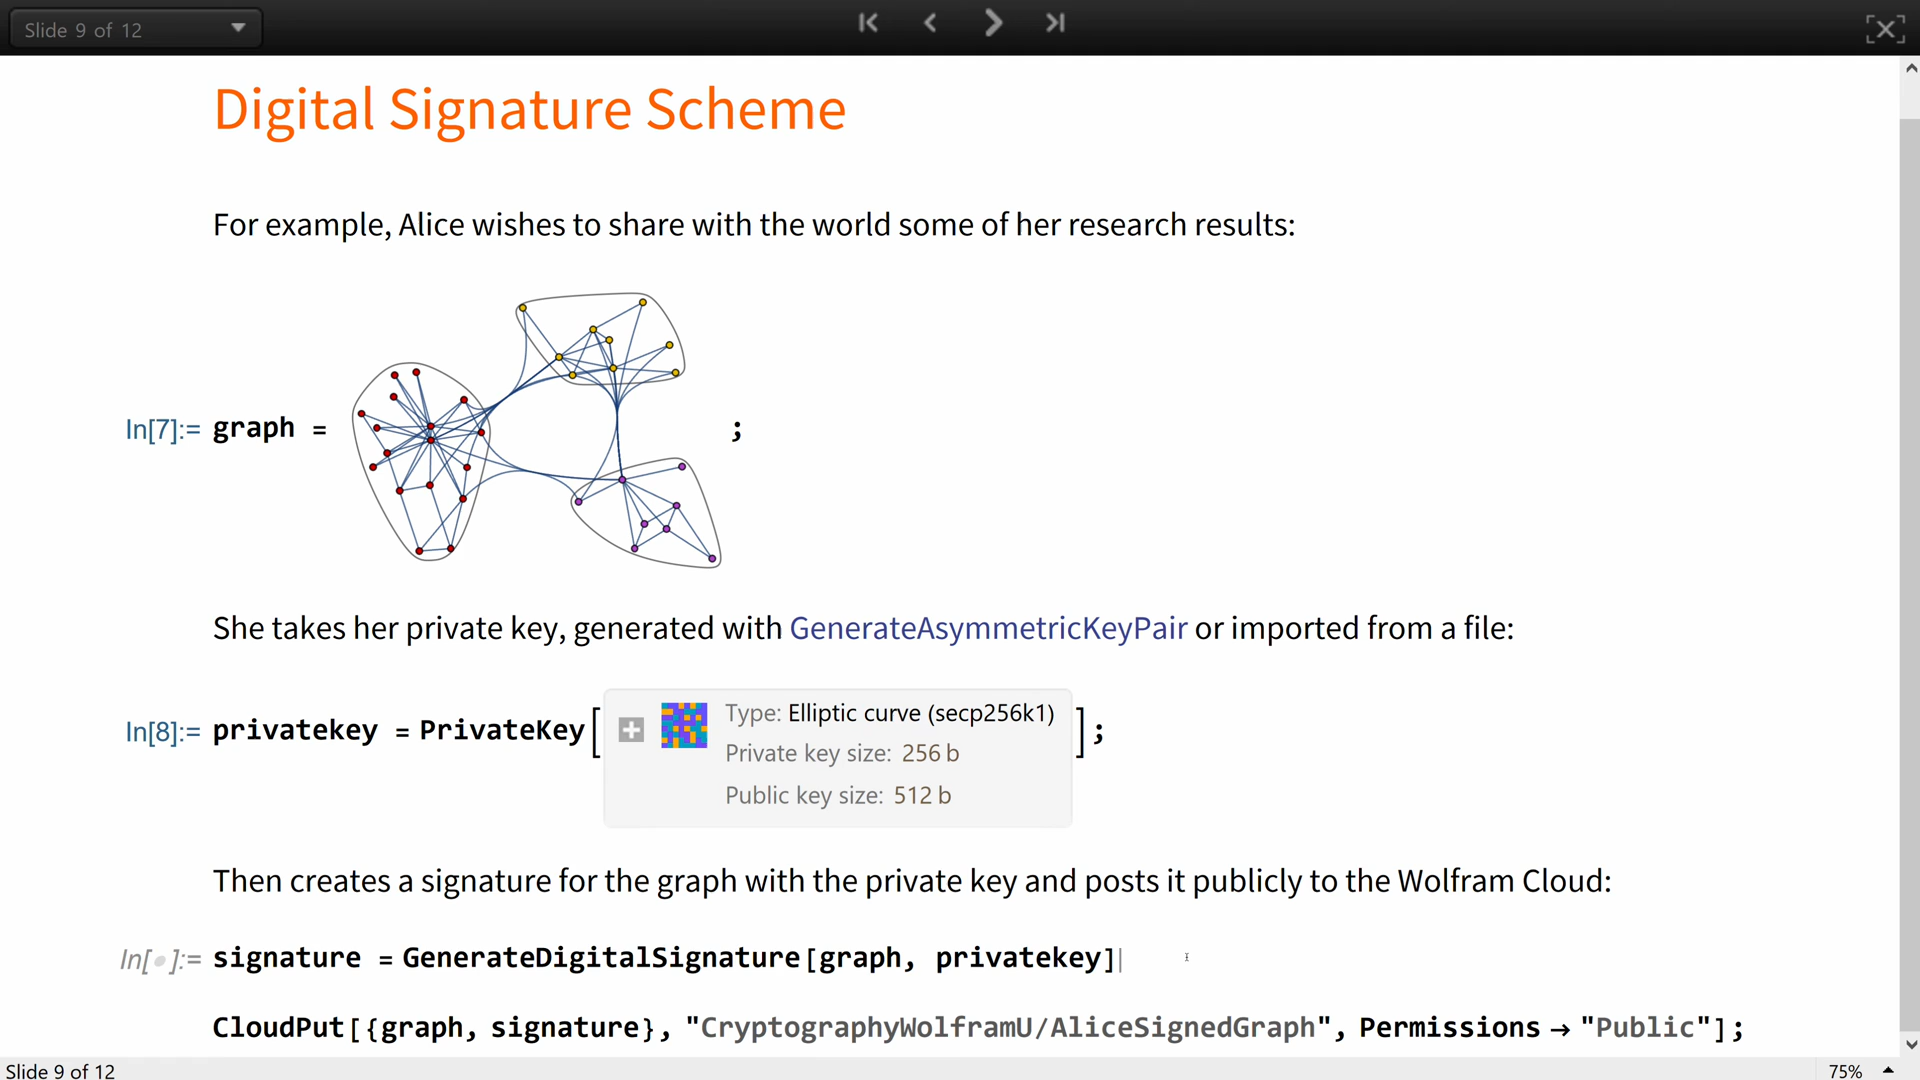 Slide 9 of 12
Digital Signature Scheme
For example, Alice wishes to share with the world some of her research results:
In[7]:= graph = ;
She takes her private key, generated with GenerateAsymmetricKeyPair or imported from a file:
In[8]:= privatekey = PrivateKey[ Type: Elliptic curve (secp256k1) ];
Private key size: 256 b
Public key size: 512 b
Then creates a signature for the graph with the private key and posts it publicly to the Wolfram Cloud:
In[•]:= signature = GenerateDigitalSignature[graph, privatekey]
CloudPut[{graph, signature}, "CryptographyWolframU/AliceSignedGraph", Permissions → "Public"];
Slide 9 of 12
75%